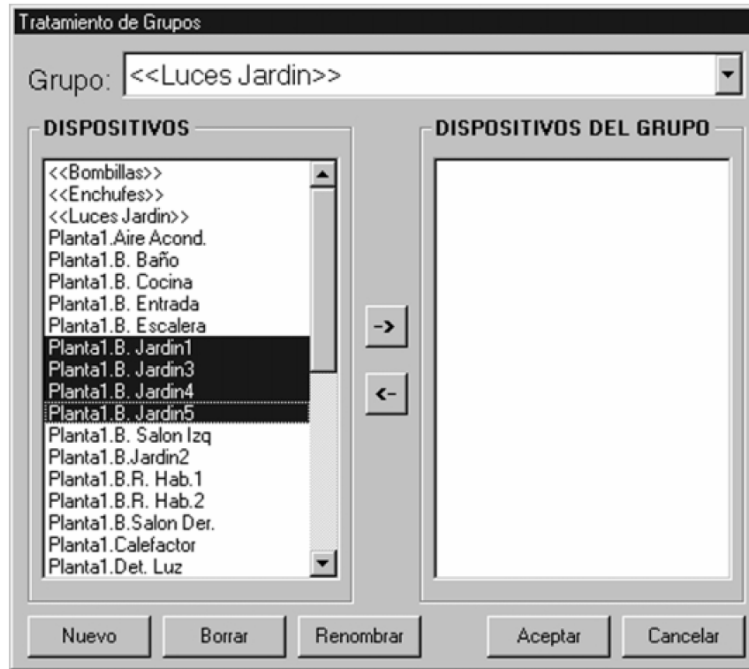 Tratamiento de Grupos
Grupo: <<Luces Jardin>>
DISPOSITIVOS
<<Bombillas>>
<<Enchufes>>
<<Luces Jardin>>
Planta1.Aire Acond.
Planta1.B. Baño
Planta1.B. Cocina
Planta1.B. Entrada
Planta1.B. Escalera
Planta1.B. Jardin1
Planta1.B. Jardin3
Planta1.B. Jardin4
Planta1.B. Jardin5
Planta1.B. Salon Izq
Planta1.B.Jardin2
Planta1.B.R. Hab.1
Planta1.B.R. Hab.2
Planta1.B.Salon Der.
Planta1.Calefactor
Planta1.Det. Luz
->
<-
DISPOSITIVOS DEL GRUPO
Nuevo Borrar Renombrar Aceptar Cancelar